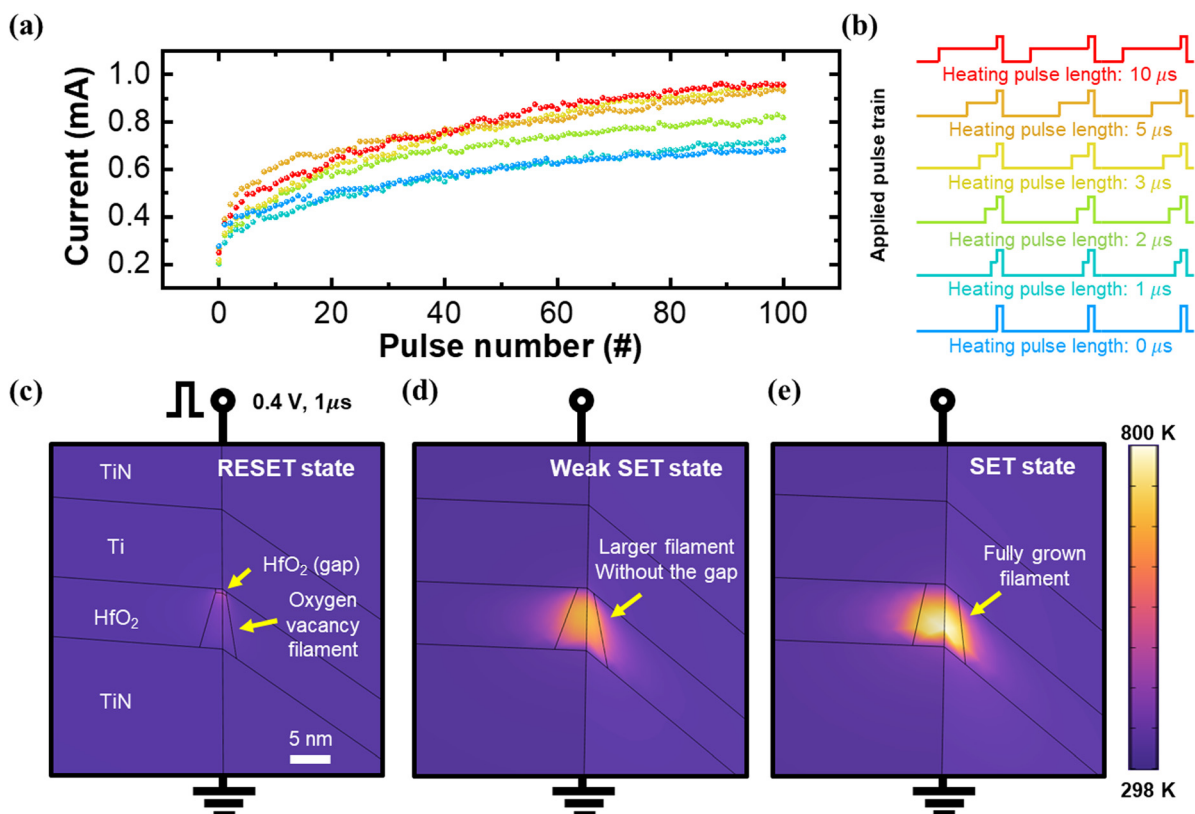 (a)
Current (mA)
1.0
0.8
0.6
0.4
0.2
0
20
40
60
80
100
Pulse number (#)
(b)
Applied pulse train
Heating pulse length: 10 μs
Heating pulse length: 5 μs
Heating pulse length: 3 μs
Heating pulse length: 2 μs
Heating pulse length: 1 μs
Heating pulse length: 0 μs
(c)
0.4 V, 1μs
RESET state
TiN
Ti
HfO₂
TiN
HfO₂ (gap)
Oxygen
vacancy
filament
5 nm
(d)
Weak SET state
Larger filament
Without the gap
(e)
SET state
Fully grown
filament
800 K
298 K